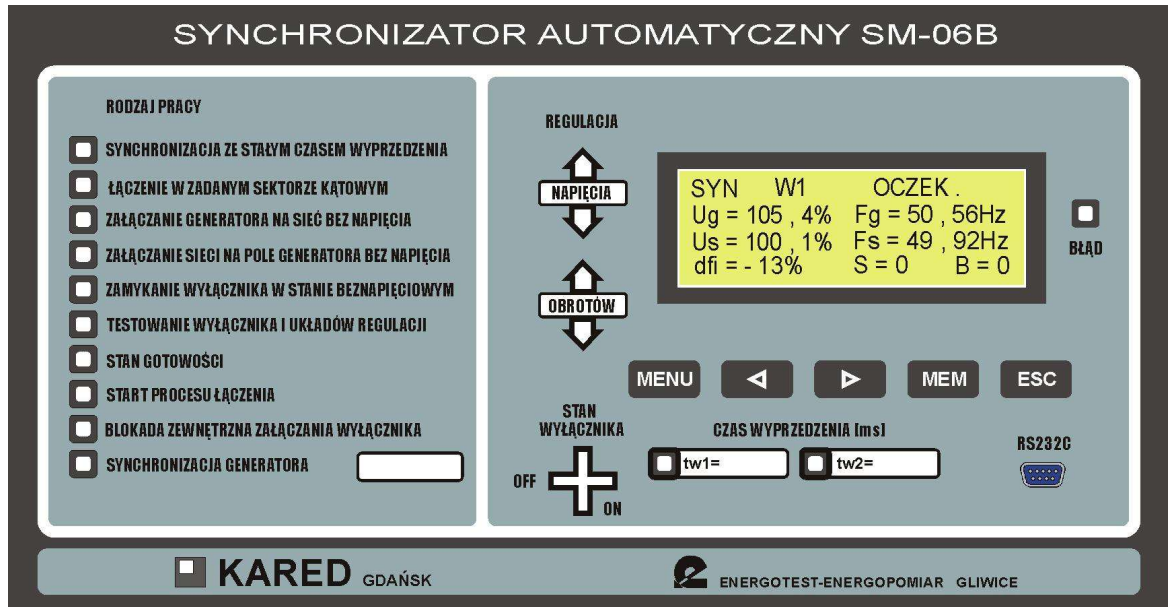 SYNCHRONIZATOR AUTOMATYCZNY SM-06B
RODZAJ PRACY
SYNCHRONIZACJA ZE STAŁYM CZASEM WYPRZEDZENIA
ŁĄCZENIE W ZADANYM SEKTORZE KĄTOWYM
ZAŁĄCZANIE GENERATORA NA SIEĆ BEZ NAPIĘCIA
ZAŁĄCZANIE SIECI NA POLE GENERATORA BEZ NAPIĘCIA
ZAMYKANIE WYŁĄCZNIKA W STANIE BEZNAPIĘCIOWYM
TESTOWANIE WYŁĄCZNIKA I UKŁADÓW REGULACJI
STAN GOTOWOŚCI
START PROCESU ŁĄCZENIA
BLOKADA ZEWNĘTRZNA ZAŁĄCZANIA WYŁĄCZNIKA
SYNCHRONIZACJA GENERATORA
REGULACJA
NAPIĘCIA
OBROTÓW
SYN W1 OCZEK .
Ug = 105 , 4% Fg = 50 , 56Hz
Us = 100 , 1% Fs = 49 , 92Hz
dfi = - 13% S = 0 B = 0
BŁĄD
MENU MEM ESC
STAN
WYŁĄCZNIKA
OFF
ON
CZAS WYPRZEDZENIA [ms]
tw1= tw2=
RS232C
KARED GDAŃSK
ENERGOTEST-ENERGOPOMIAR GLIWICE